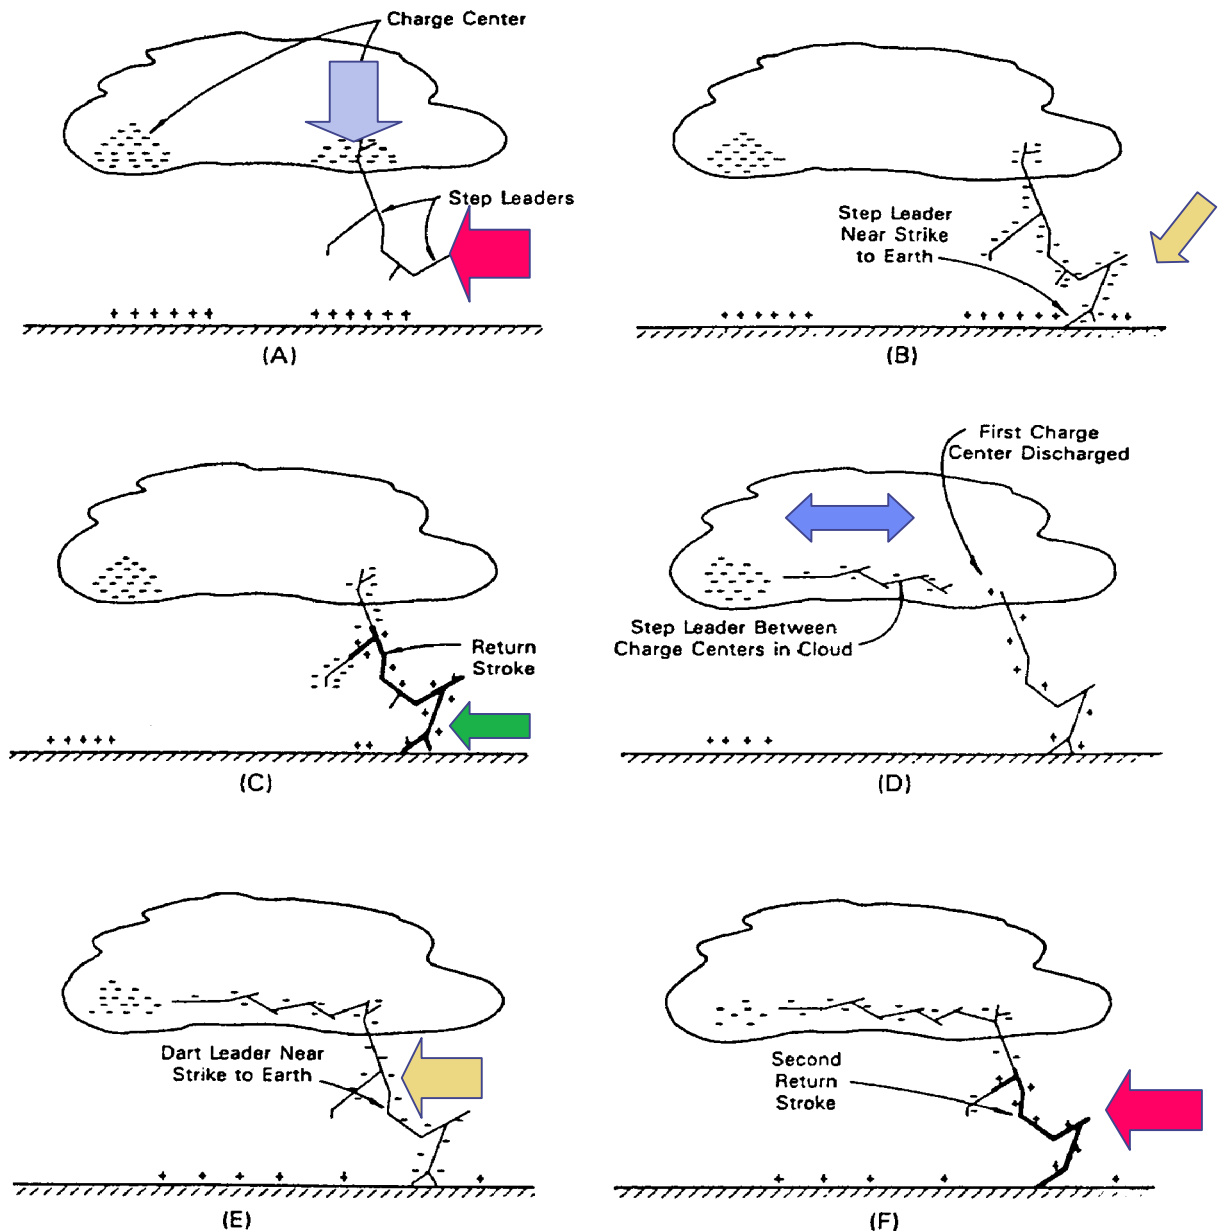 Charge Center
Step Leaders
(A)
Step Leader
Near Strike
to Earth
(B)
Return
Stroke
(C)
First Charge
Center Discharged
Step Leader Between
Charge Centers in Cloud
(D)
Dart Leader Near
Strike to Earth
(E)
Second
Return
Stroke
(F)